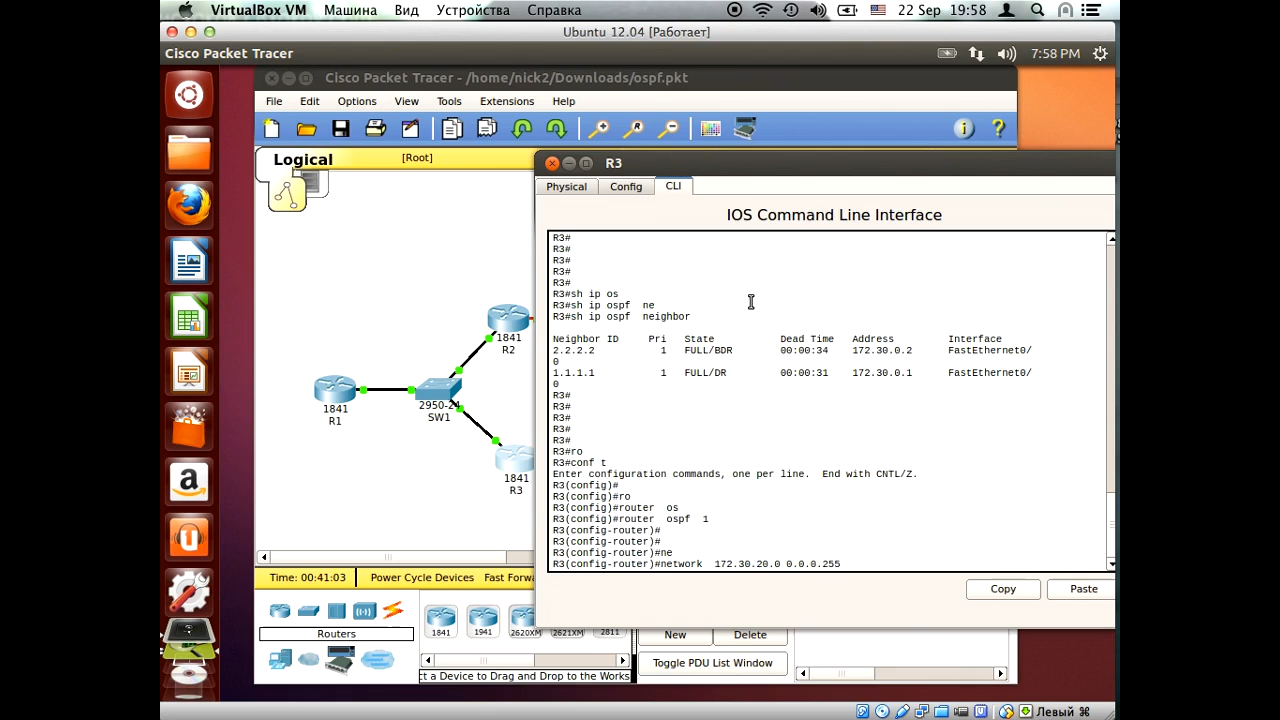 VirtualBox VM Машина Вид Устройства Справка 22 Sep 19:58
Ubuntu 12.04 [Работает]
Cisco Packet Tracer 7:58 PM
Cisco Packet Tracer - /home/nick2/Downloads/ospf.pkt
File Edit Options View Tools Extensions Help
Logical [Root]
R3
Physical Config CLI
IOS Command Line Interface
R3#
R3#
R3#
R3#
R3#
R3#sh ip os
R3#sh ip ospf ne
R3#sh ip ospf neighbor
Neighbor ID Pri State Dead Time Address Interface
2.2.2.2 1 FULL/BDR 00:00:34 172.30.0.2 FastEthernet0/
0
1.1.1.1 1 FULL/DR 00:00:31 172.30.0.1 FastEthernet0/
0
R3#
R3#
R3#
R3#
R3#
R3#ro
R3#conf t
Enter configuration commands, one per line. End with CNTL/Z.
R3(config)#
R3(config)#ro
R3(config)#router os
R3(config)#router ospf 1
R3(config-router)#
R3(config-router)#
R3(config-router)#ne
R3(config-router)#network 172.30.20.0 0.0.0.255
Copy Paste
1841
R2
1841
R1
2950-24
SW1
1841
R3
Time: 00:41:03 Power Cycle Devices Fast Forw
Routers
1841 1941 2620XM 2621XM 2811
New Delete
Toggle PDU List Window
ct a Device to Drag and Drop to the Works
Левый ⌘